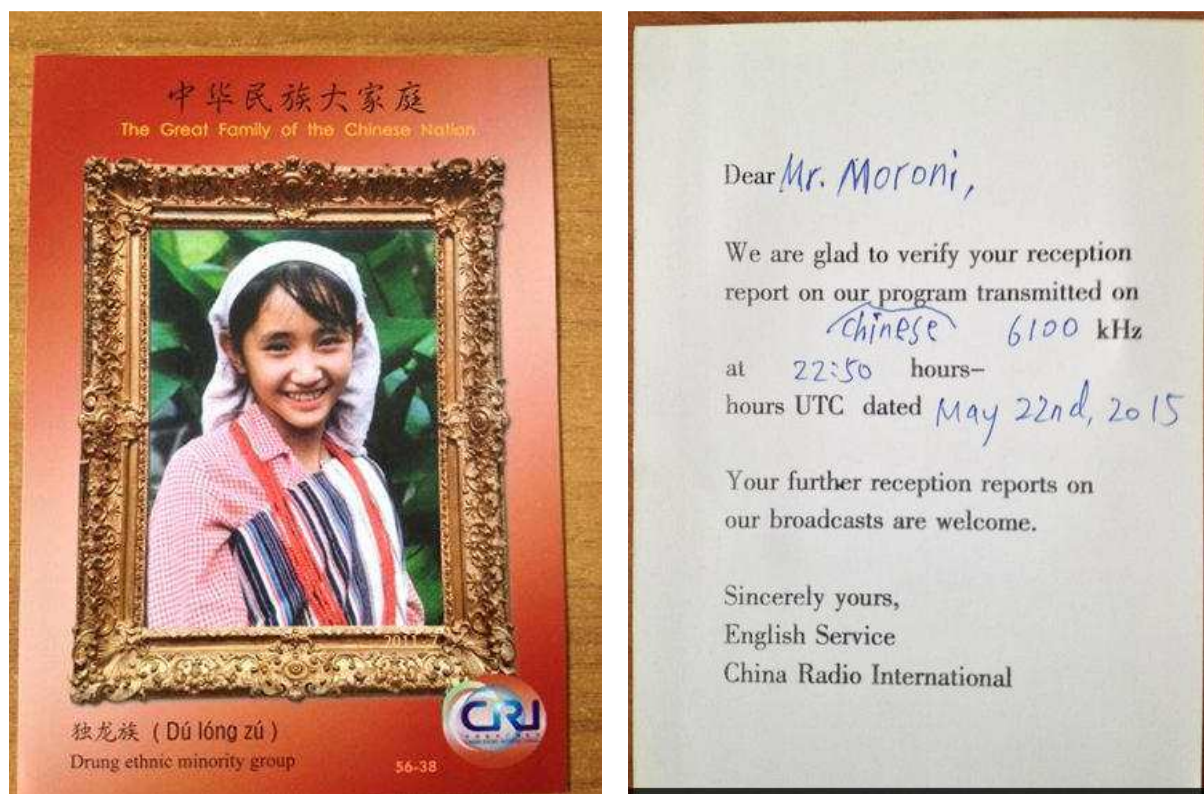 中华民族大家庭
The Great Family of the Chinese Nation
2011.7
CRI
独龙族 (Dú lóng zú)
Drung ethnic minority group
56-38
Dear Mr. Moroni,
We are glad to verify your reception
report on our program transmitted on
Chinese 6100 kHz
at 22:50 hours–
hours UTC dated May 22nd, 2015
Your further reception reports on
our broadcasts are welcome.
Sincerely yours,
English Service
China Radio International